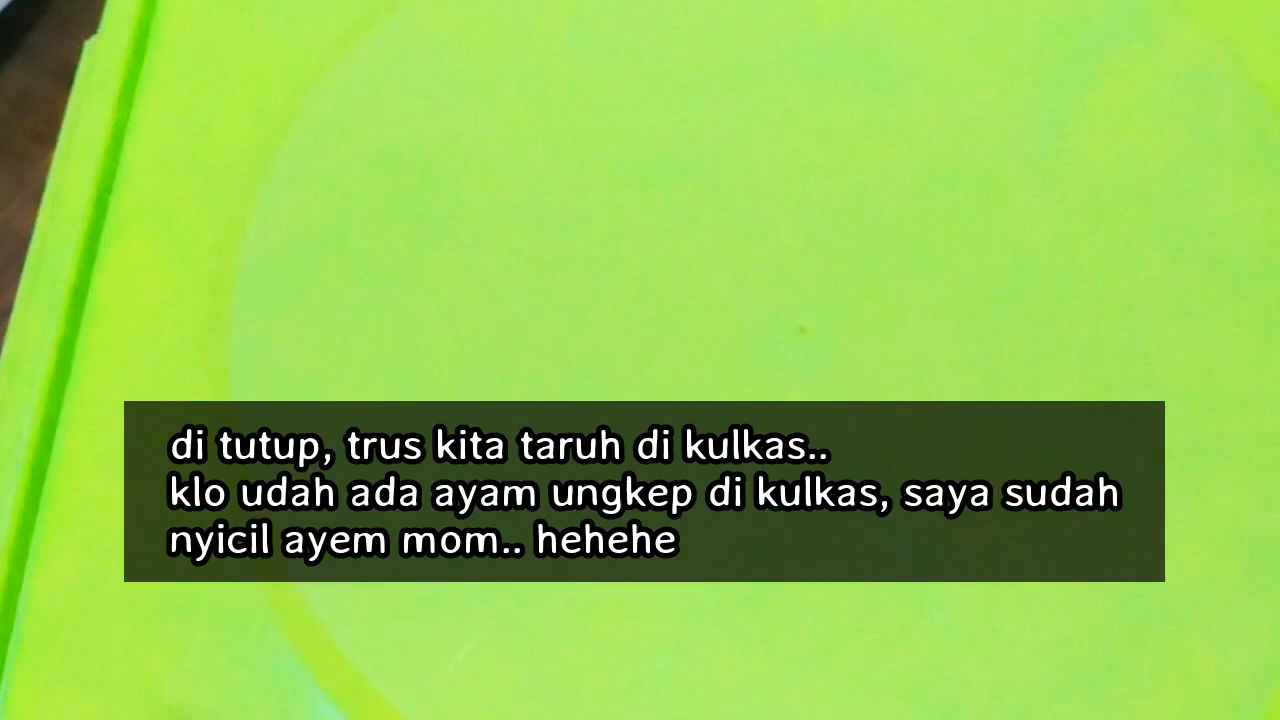 di tutup, trus kita taruh di kulkas..
klo udah ada ayam ungkep di kulkas, saya sudah
nyicil ayem mom.. hehehe